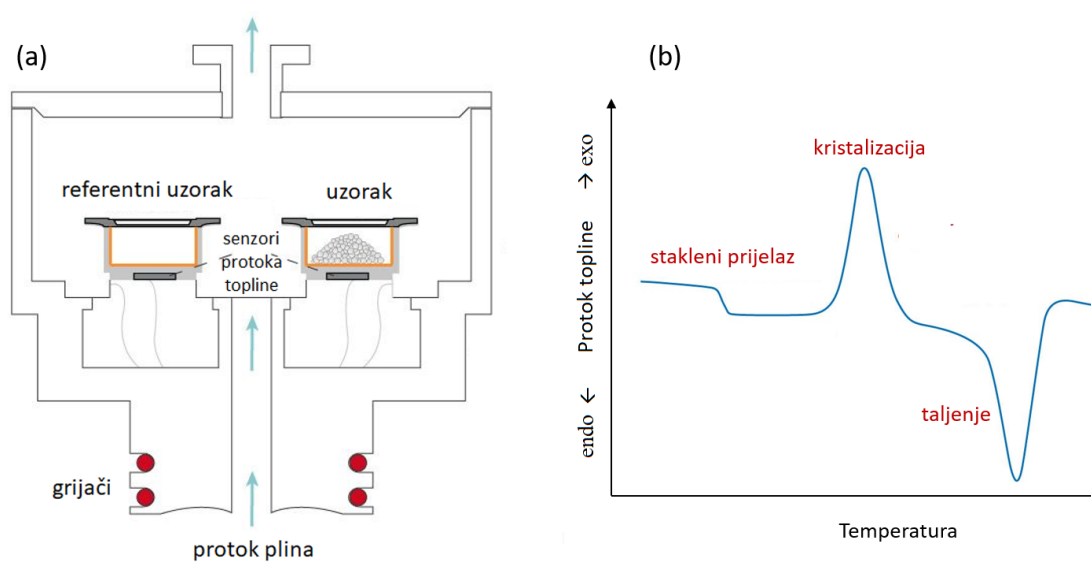 (a)
referentni uzorak
uzorak
senzori
protoka
topline
grijači
protok plina
(b)
endo ← Protok topline → exo
kristalizacija
stakleni prijelaz
taljenje
Temperatura